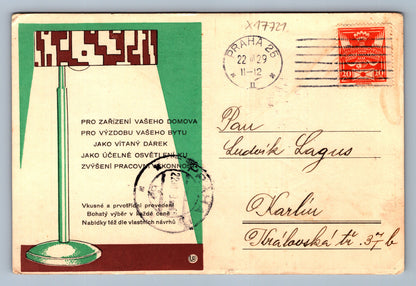 X17721
PRAHA 25
22 VI 29
11-12
PRO ZAŘÍZENÍ VAŠEHO DOMOVA
PRO VÝZDOBU VAŠEHO BYTU
JAKO VÍTANÝ DÁREK
JAKO ÚČELNÉ OSVĚTLENÍ KU
ZVÝŠENÍ PRACOVNÍ VÝKONNOSTI
PRAHA
Vkusné a prvotřídní provedení
Bohatý výběr v každé ceně
Nabídky též dle vlastních návrhů
Pan
Ludvík Lagus
Karlín
Královská tř. 37 b